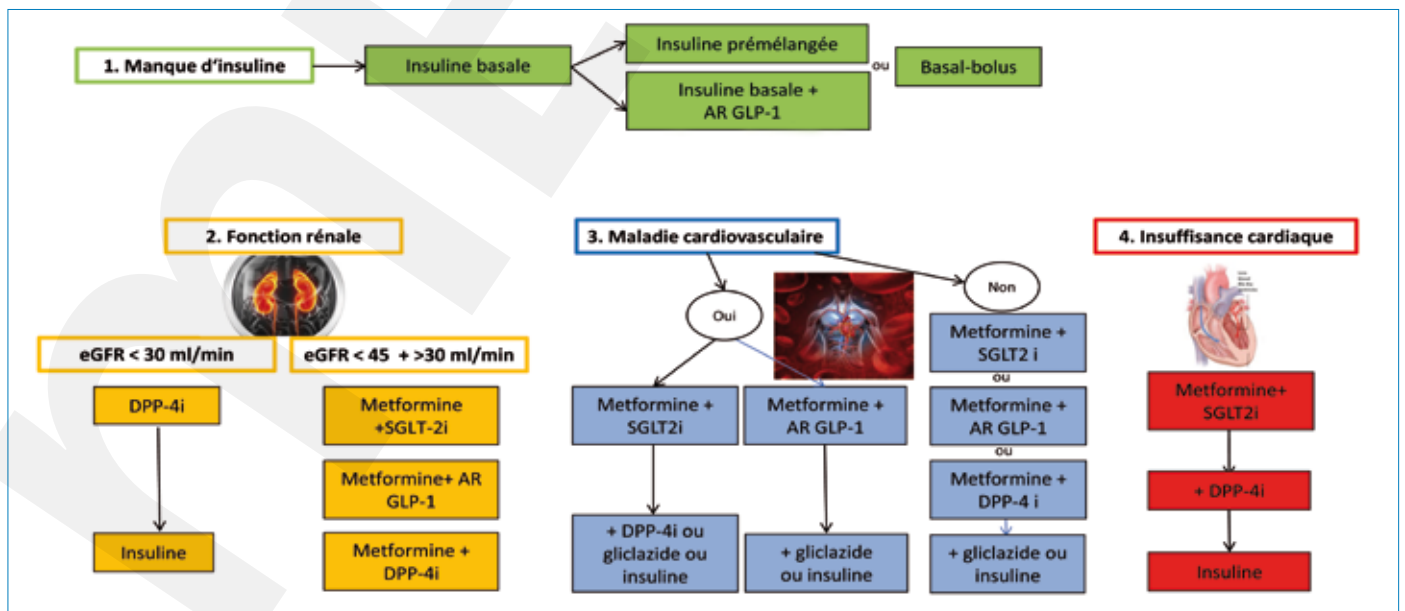 1. Manque d'insuline
Insuline basale
Insuline prémélangée
Insuline basale +
AR GLP-1
ou
Basal-bolus
2. Fonction rénale
eGFR < 30 ml/min
DPP-4i
Insuline
eGFR < 45 + >30 ml/min
Metformine
+SGLT-2i
Metformine+ AR
GLP-1
Metformine +
DPP-4i
3. Maladie cardiovasculaire
Oui
Metformine +
SGLT2i
+ DPP-4i ou
gliclazide ou
insuline
Metformine +
AR GLP-1
+ gliclazide
ou insuline
Non
Metformine +
SGLT2 i
ou
Metformine +
AR GLP-1
ou
Metformine +
DPP-4 i
+ gliclazide ou
insuline
4. Insuffisance cardiaque
Metformine+
SGLT2i
+ DPP-4i
Insuline